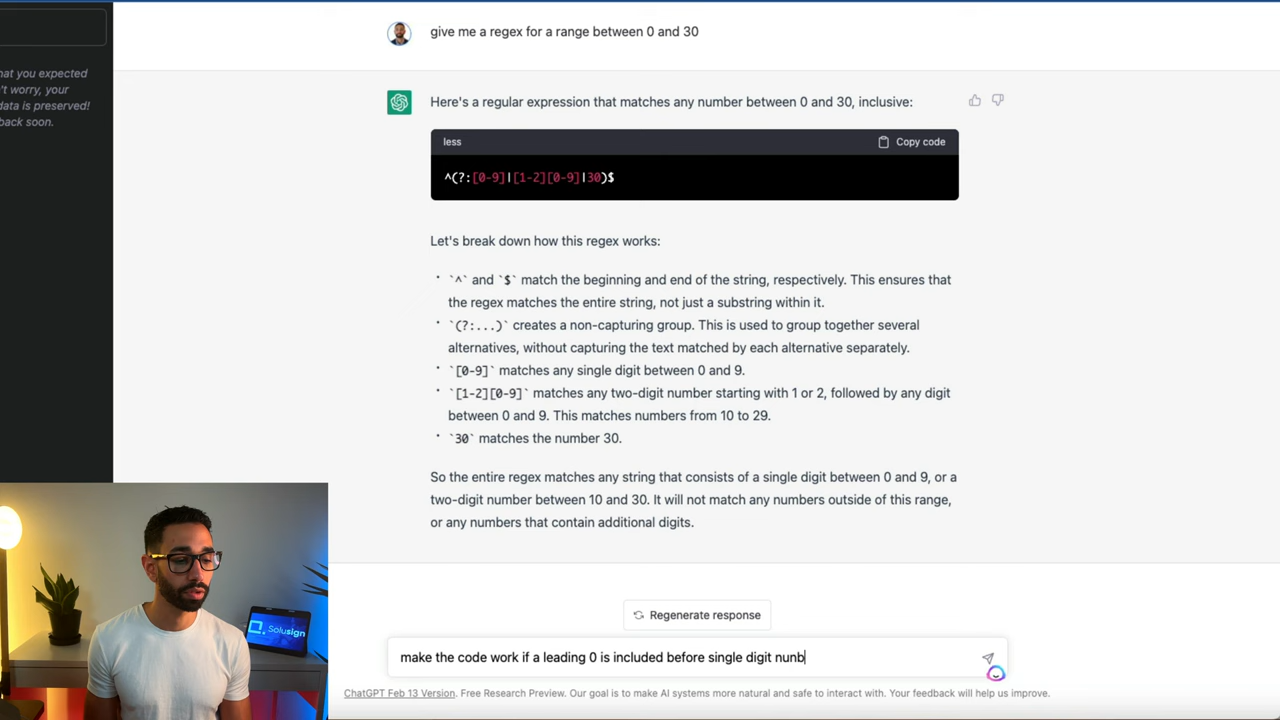 hat you expected
't worry, your
data is preserved!
back soon.
give me a regex for a range between 0 and 30
Here's a regular expression that matches any number between 0 and 30, inclusive:
less
Copy code
^(?:[0-9]|[1-2][0-9]|30)$
Let's break down how this regex works:
• `^` and `$` match the beginning and end of the string, respectively. This ensures that
the regex matches the entire string, not just a substring within it.
• `(?:...)` creates a non-capturing group. This is used to group together several
alternatives, without capturing the text matched by each alternative separately.
• `[0-9]` matches any single digit between 0 and 9.
• `[1-2][0-9]` matches any two-digit number starting with 1 or 2, followed by any digit
between 0 and 9. This matches numbers from 10 to 29.
• `30` matches the number 30.
So the entire regex matches any string that consists of a single digit between 0 and 9, or a
two-digit number between 10 and 30. It will not match any numbers outside of this range,
or any numbers that contain additional digits.
Solusign
Regenerate response
make the code work if a leading 0 is included before single digit nunb
ChatGPT Feb 13 Version. Free Research Preview. Our goal is to make AI systems more natural and safe to interact with. Your feedback will help us improve.